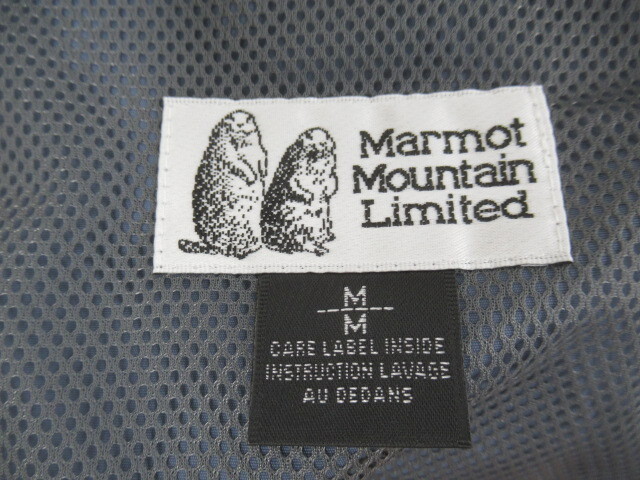 Marmot
Mountain
Limited
M
M
CARE LABEL INSIDE
INSTRUCTION LAVAGE
AU DEDANS